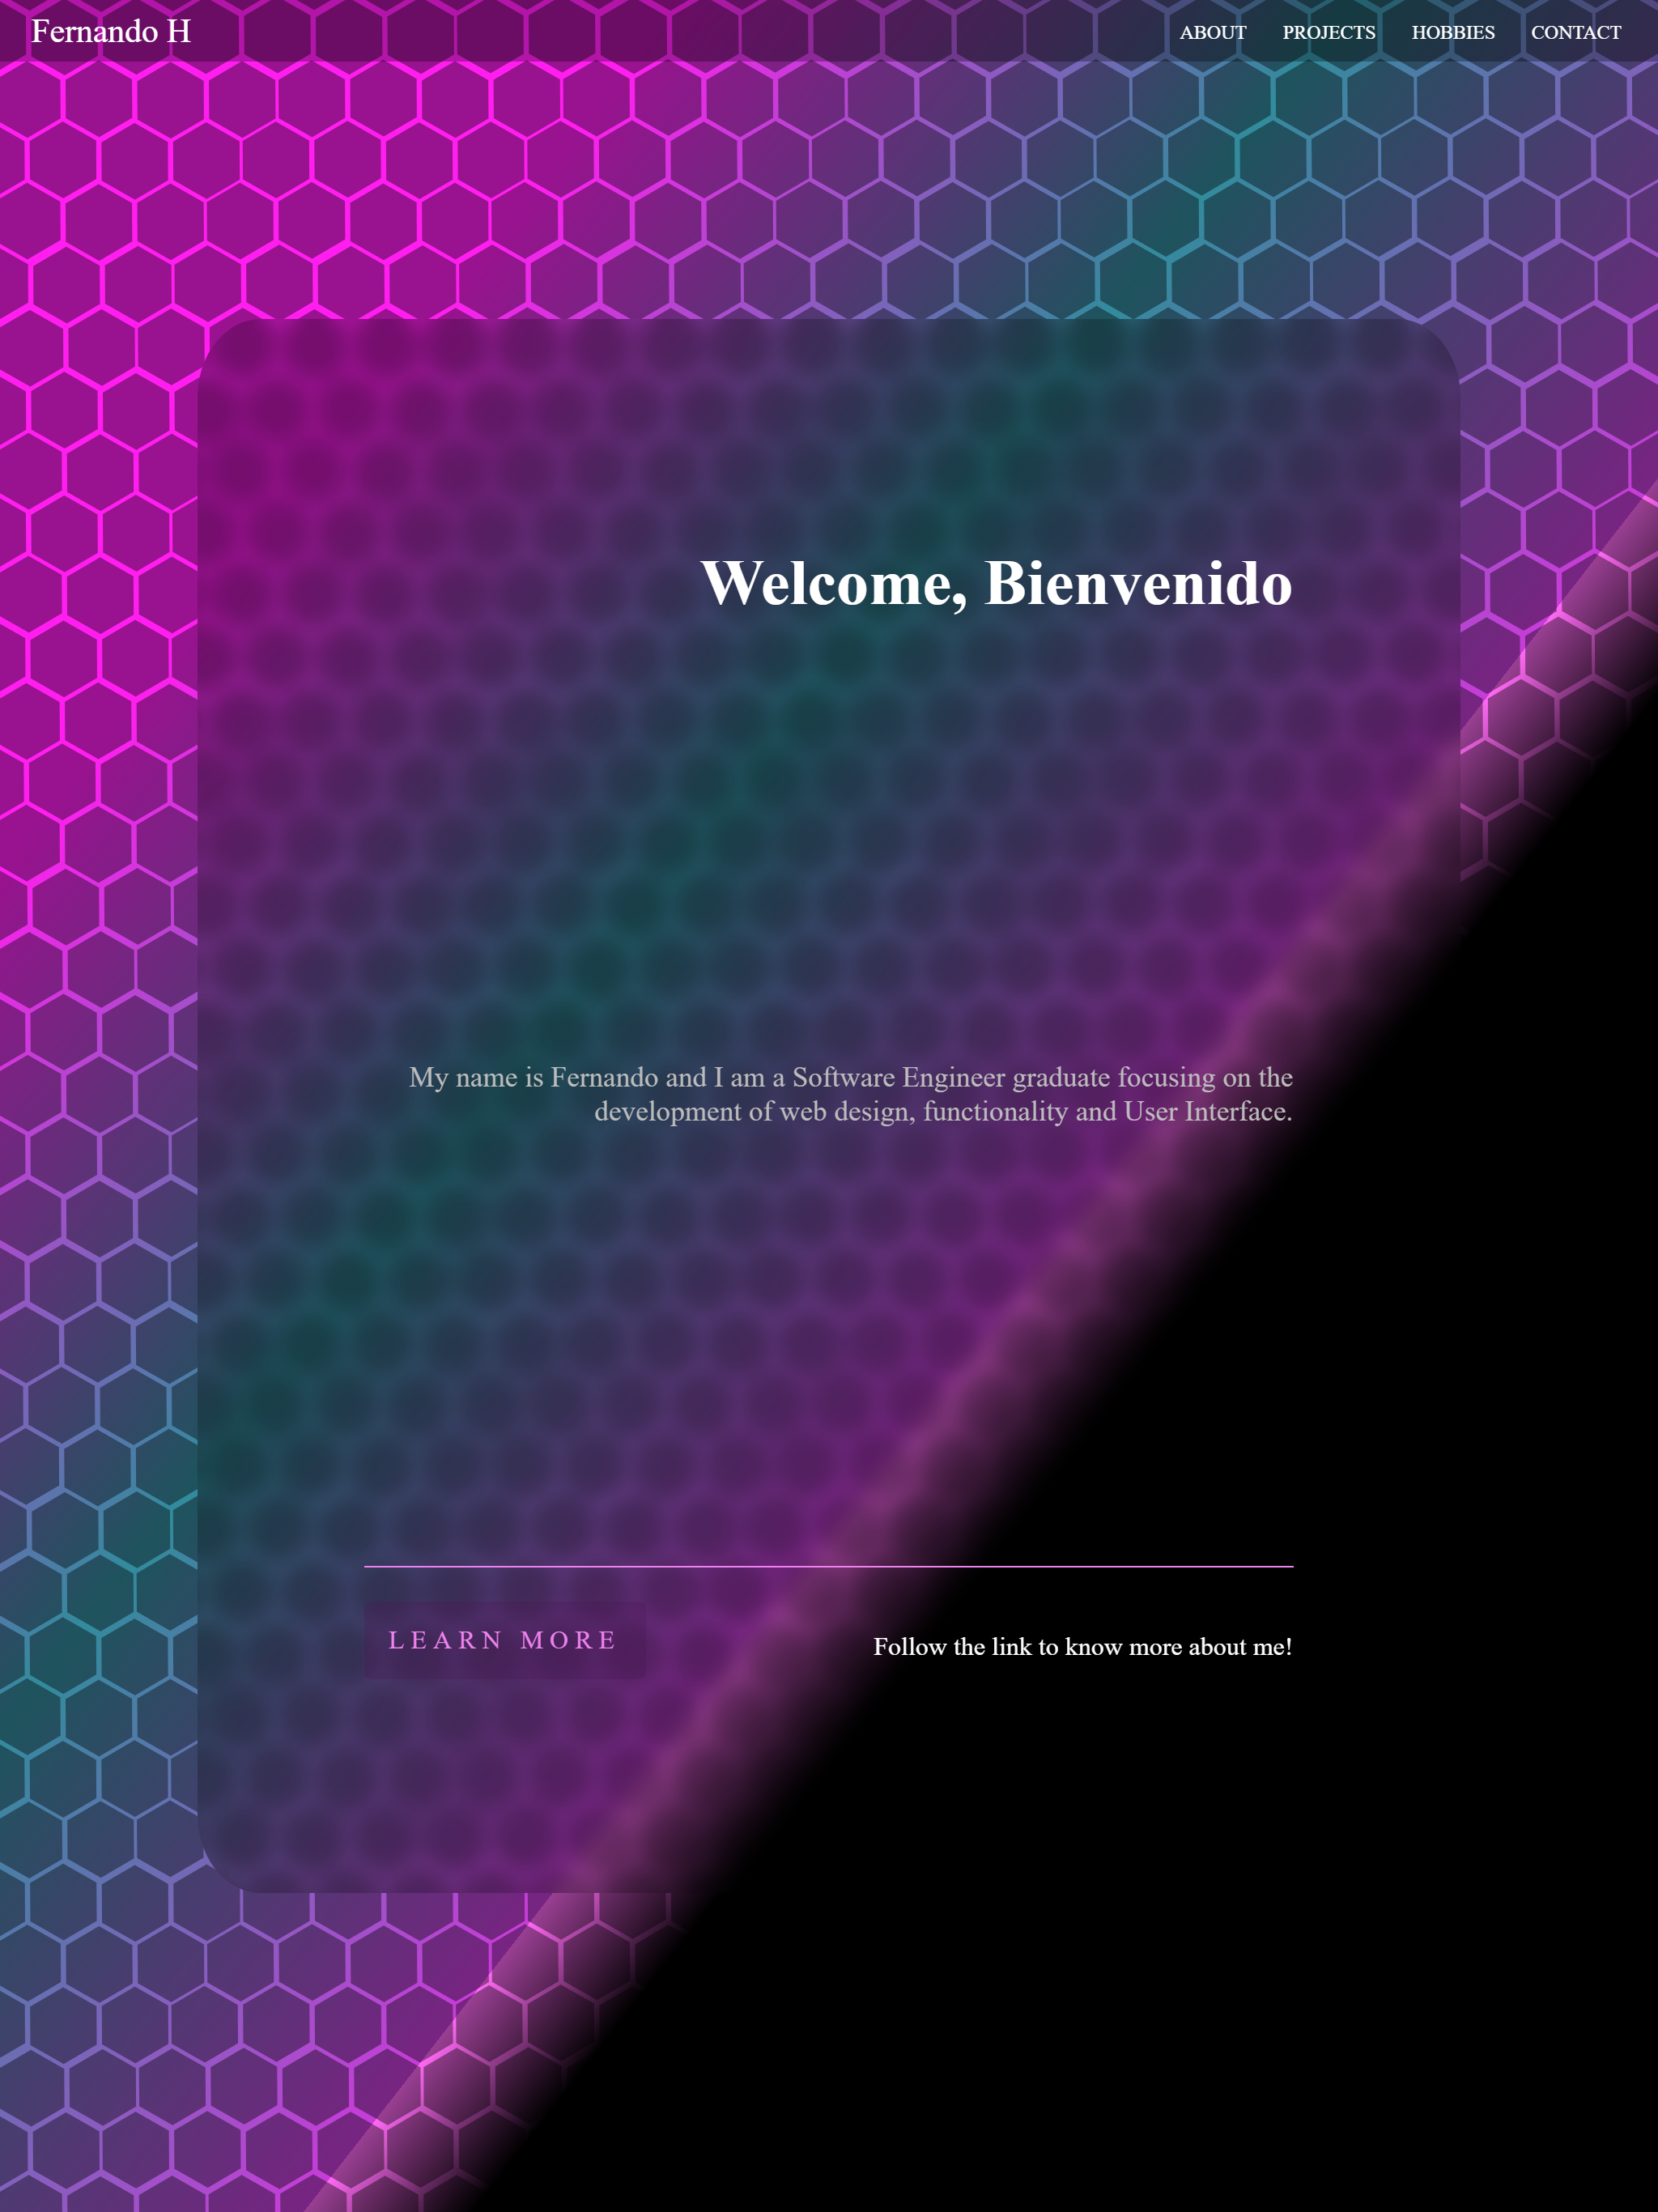 Fernando H
ABOUT PROJECTS HOBBIES CONTACT
Welcome, Bienvenido
My name is Fernando and I am a Software Engineer graduate focusing on the
development of web design, functionality and User Interface.
LEARN MORE
Follow the link to know more about me!